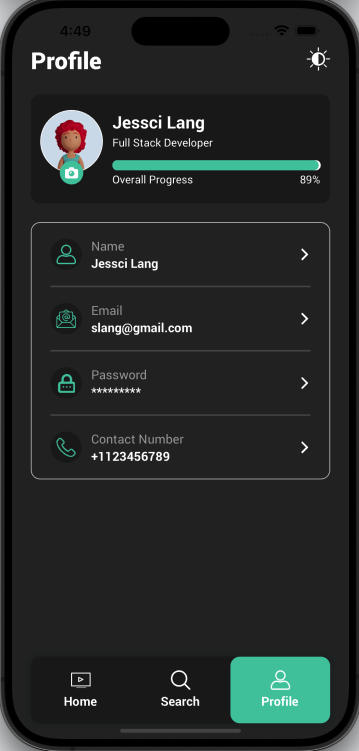 4:49
Profile
Jessci Lang
Full Stack Developer
Overall Progress 89%
Name
Jessci Lang
Email
slang@gmail.com
Password
*********
Contact Number
+1123456789
Home Search Profile